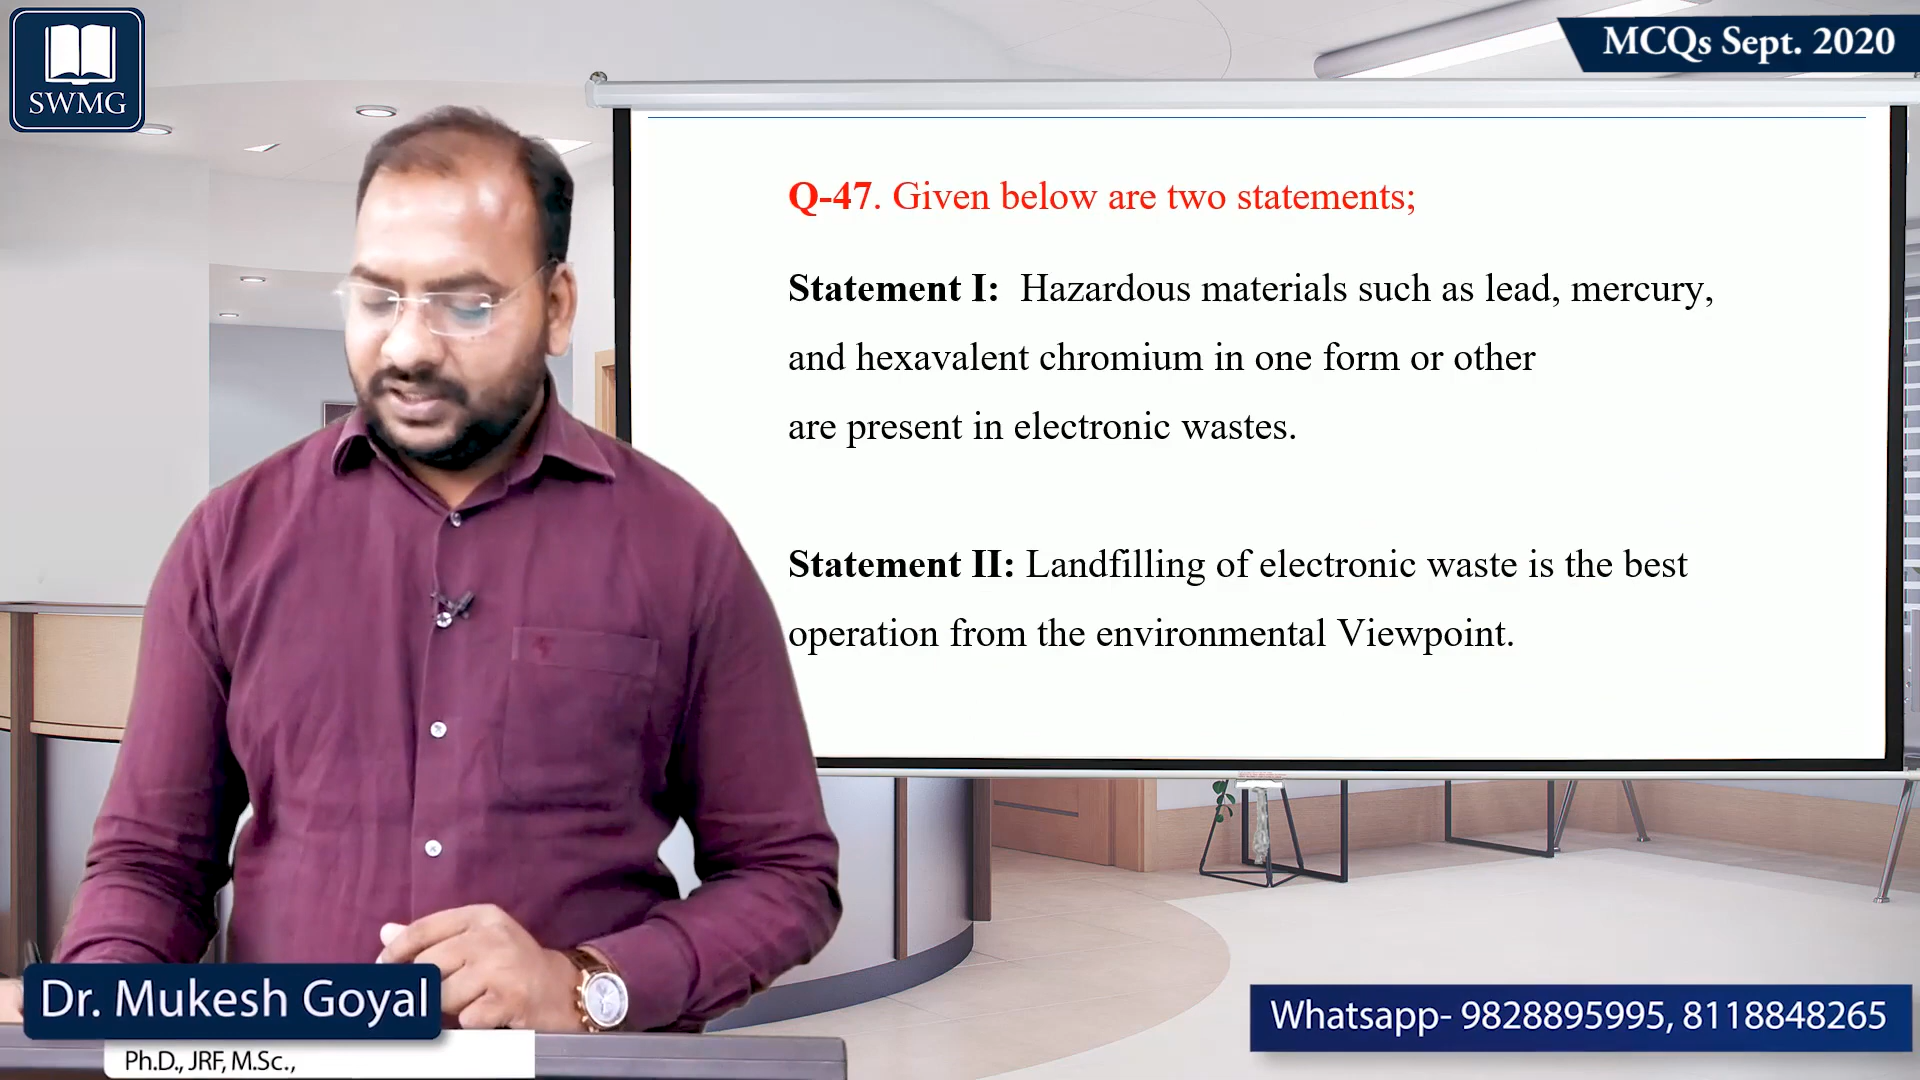 SWMG
MCQs Sept. 2020
Q-47. Given below are two statements;
Statement I: Hazardous materials such as lead, mercury,
and hexavalent chromium in one form or other
are present in electronic wastes.
Statement II: Landfilling of electronic waste is the best
operation from the environmental Viewpoint.
Dr. Mukesh Goyal
Ph.D., JRF, M.Sc.,
Whatsapp- 9828895995, 8118848265